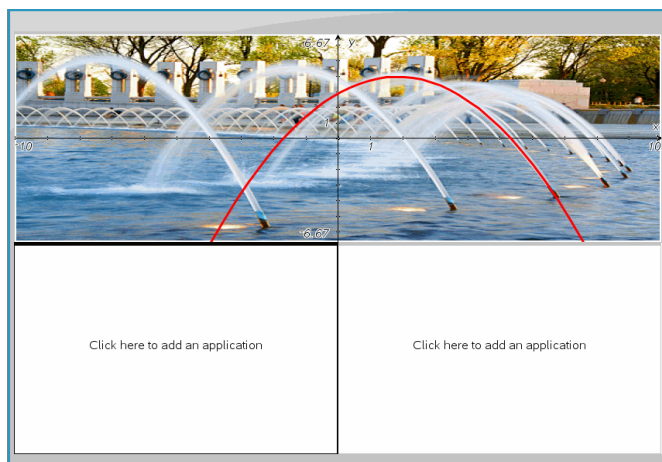 6.67 y
1
x
-10 1 10
-6.67
Click here to add an application Click here to add an application